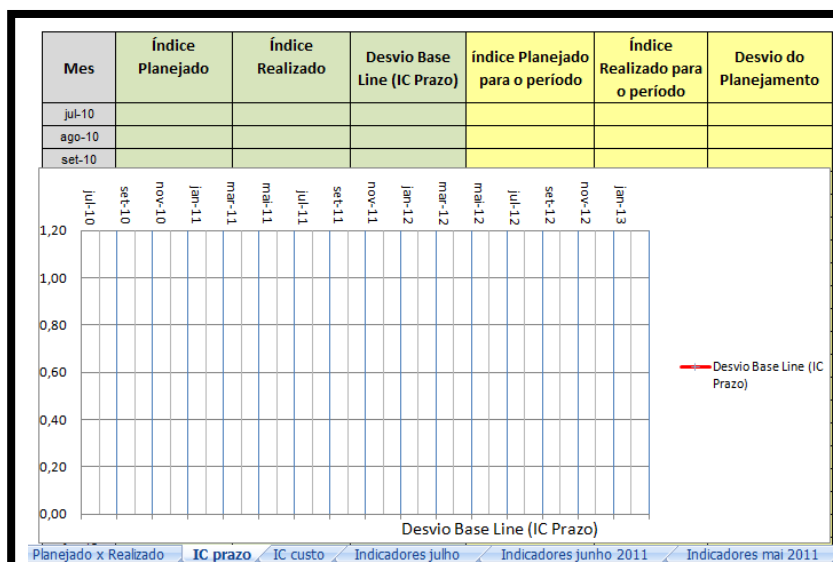 Mes
Índice
Planejado
Índice
Realizado
Desvio Base
Line (IC Prazo)
índice Planejado
para o período
Índice
Realizado para
o período
Desvio do
Planejamento
jul-10
ago-10
set-10
jul-10
set-10
nov-10
jan-11
mar-11
mai-11
jul-11
set-11
nov-11
jan-12
mar-12
mai-12
jul-12
set-12
nov-12
jan-13
1,20
1,00
0,80
0,60
0,40
0,20
0,00
Desvio Base Line (IC
Prazo)
Desvio Base Line (IC Prazo)
Planejado x Realizado
IC prazo
IC custo
Indicadores julho
Indicadores junho 2011
Indicadores mai 2011